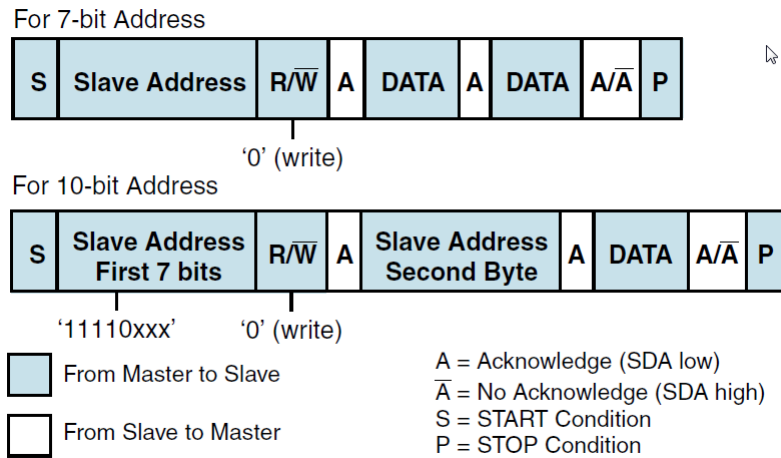 For 7-bit Address
S Slave Address R/W̅ A DATA A DATA A/A̅ P
‘0’ (write)
For 10-bit Address
S Slave Address First 7 bits R/W̅ A Slave Address Second Byte A DATA A/A̅ P
‘11110xxx’ ‘0’ (write)
From Master to Slave
From Slave to Master
A = Acknowledge (SDA low)
A̅ = No Acknowledge (SDA high)
S = START Condition
P = STOP Condition